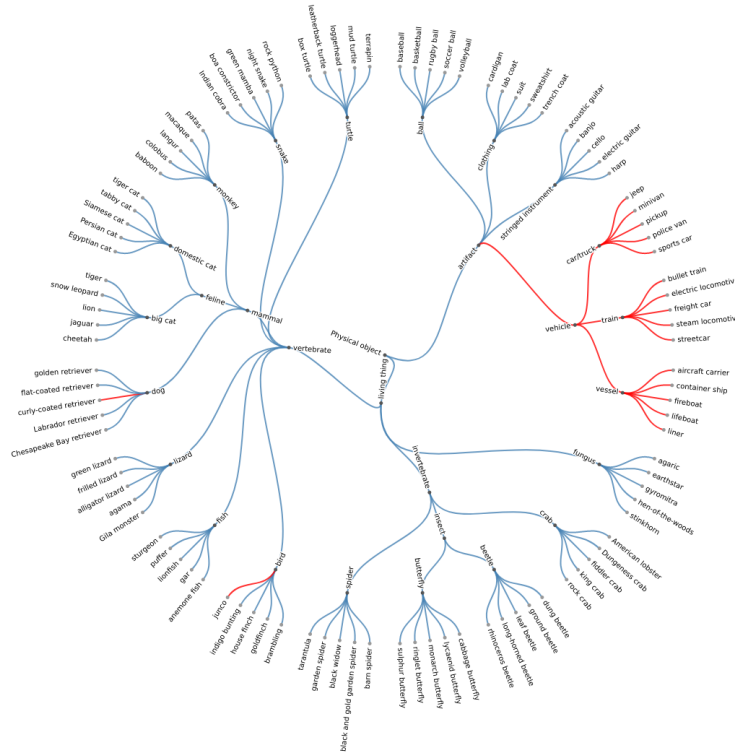 Physical object
artifact
ball
baseball
basketball
rugby ball
soccer ball
volleyball
clothing
cardigan
lab coat
suit
sweatshirt
trench coat
stringed instrument
acoustic guitar
banjo
cello
electric guitar
harp
vehicle
car/truck
jeep
minivan
pickup
police van
sports car
train
bullet train
electric locomotiv
freight car
steam locomotiv
streetcar
vessel
aircraft carrier
container ship
fireboat
lifeboat
liner
living thing
fungus
agaric
earthstar
gyromitra
hen-of-the-woods
stinkhorn
invertebrate
crab
American lobster
Dungeness crab
fiddler crab
king crab
rock crab
insect
beetle
dung beetle
ground beetle
leaf beetle
long-horned beetle
rhinoceros beetle
butterfly
cabbage butterfly
lycaenid butterfly
monarch butterfly
ringlet butterfly
sulphur butterfly
spider
barn spider
black and gold garden spider
black widow
garden spider
tarantula
vertebrate
bird
brambling
goldfinch
house finch
indigo bunting
junco
fish
anemone fish
gar
lionfish
puffer
sturgeon
lizard
Gila monster
agama
alligator lizard
frilled lizard
green lizard
mammal
dog
Chesapeake Bay retriever
Labrador retriever
curly-coated retriever
flat-coated retriever
golden retriever
feline
big cat
cheetah
jaguar
lion
snow leopard
tiger
domestic cat
Egyptian cat
Persian cat
Siamese cat
tabby cat
tiger cat
monkey
baboon
colobus
langur
macaque
patas
snake
Indian cobra
boa constrictor
green mamba
night snake
rock python
turtle
box turtle
leatherback turtle
loggerhead
mud turtle
terrapin